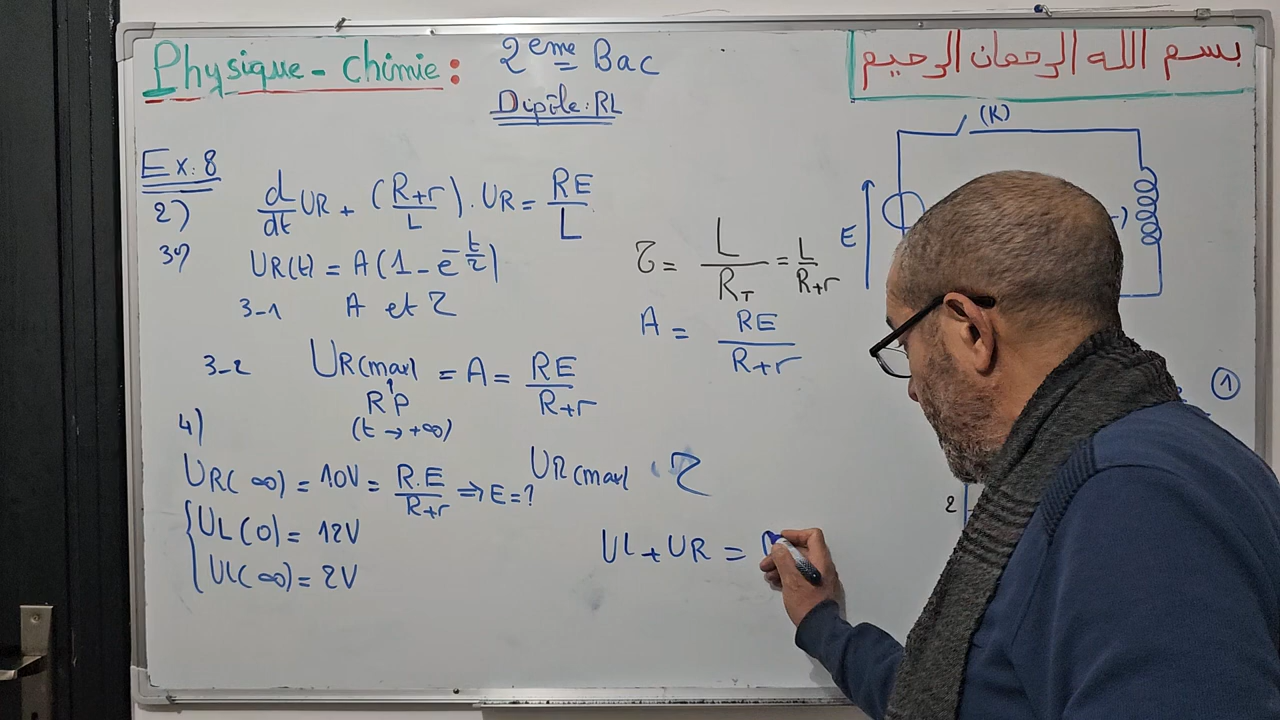 Physique - Chimie :
2ème Bac
Dipôle: RL
بسم الله الرحمان الرحيم
Ex: 8
2) d/dt UR + (R+r/L) . UR = RE/L
3°) UR(t) = A(1 - e^-t/τ)
3-1 A et τ
τ = L/RT = L/R+r
A = RE/R+r
3-2 UR(max) = A = RE/R+r
RP
(t → +∞)
4)
UR(∞) = 10V = R.E/R+r ⇒ E = ?
UR(max) τ
UL(0) = 12V
UL(∞) = 2V
UL + UR =
(K)
E
1
2